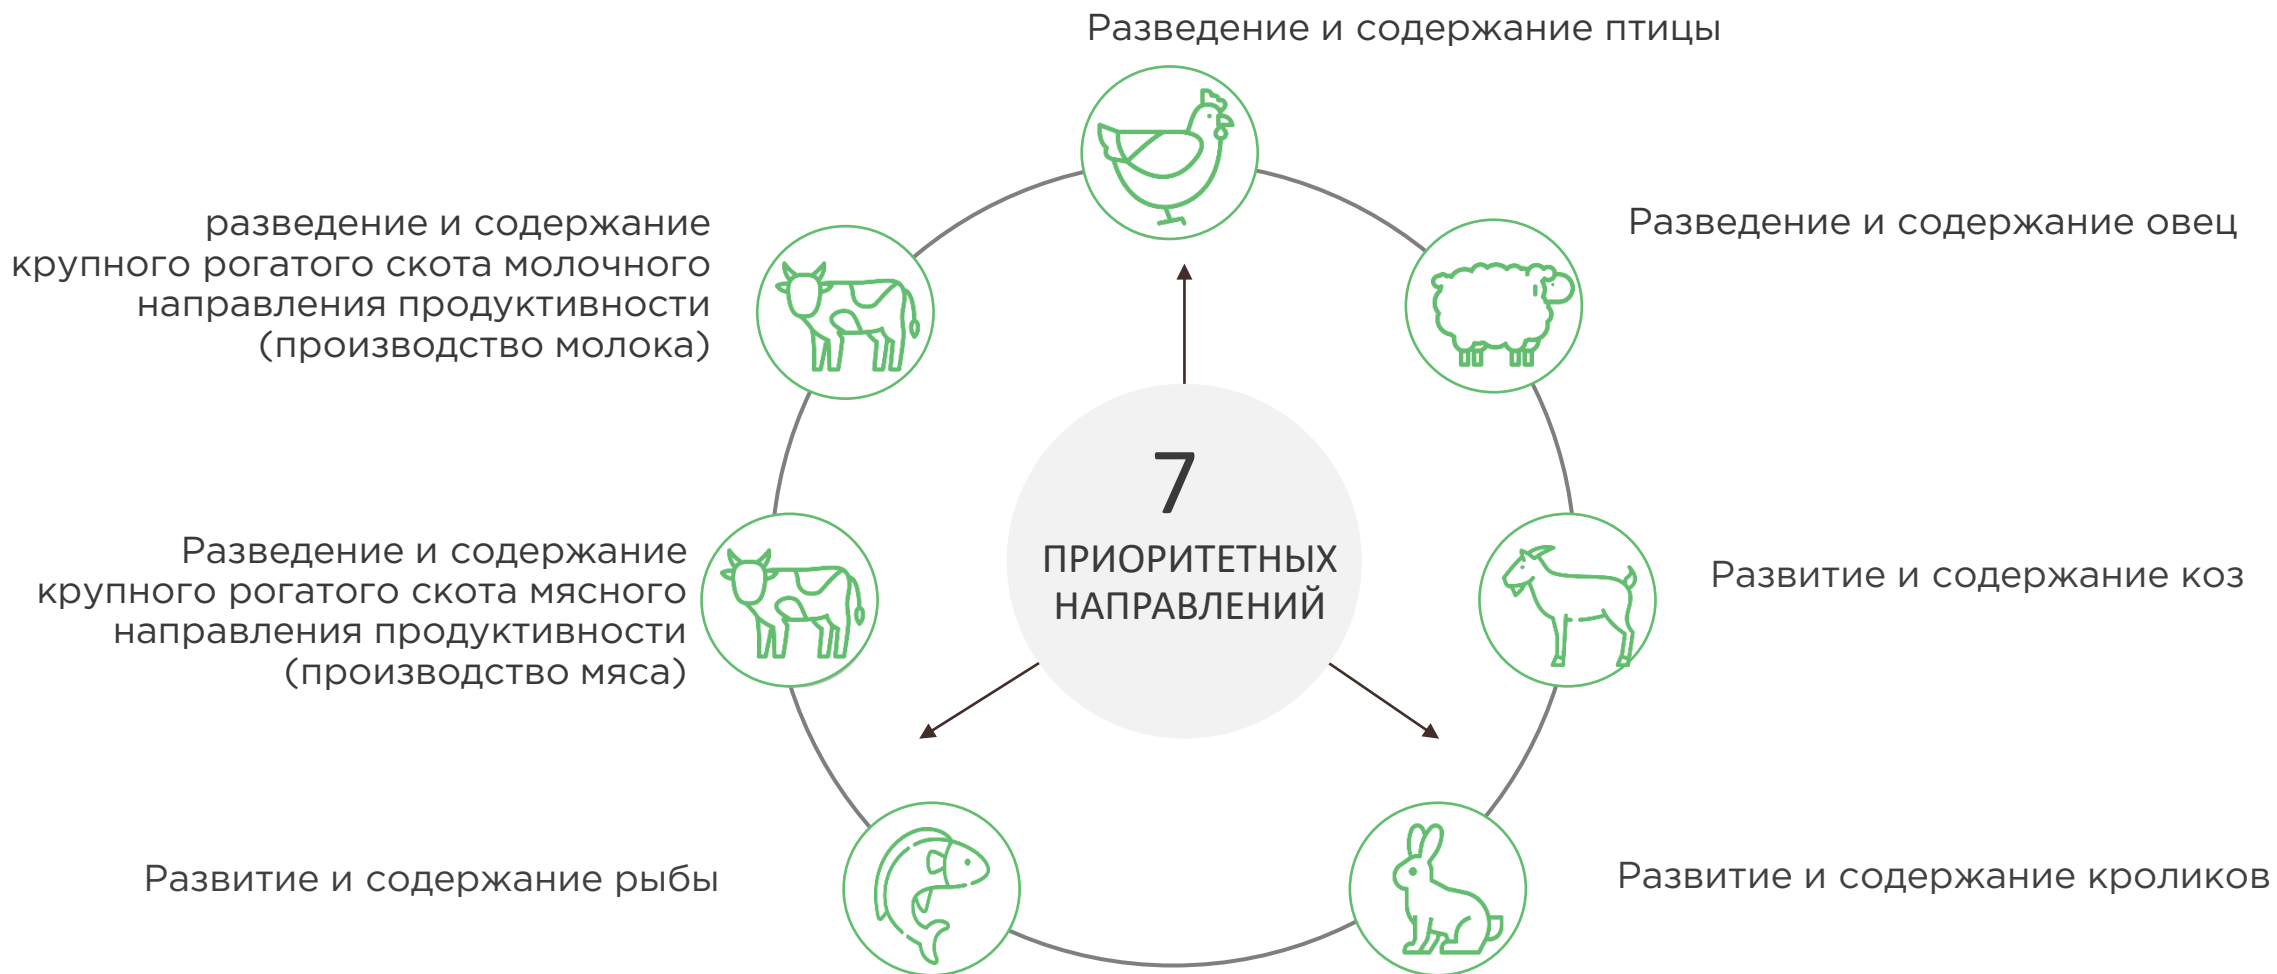 Разведение и содержание птицы
разведение и содержание
крупного рогатого скота молочного
направления продуктивности
(производство молока)
Разведение и содержание овец
7
ПРИОРИТЕТНЫХ
НАПРАВЛЕНИЙ
Разведение и содержание
крупного рогатого скота мясного
направления продуктивности
(производство мяса)
Развитие и содержание коз
Развитие и содержание рыбы
Развитие и содержание кроликов